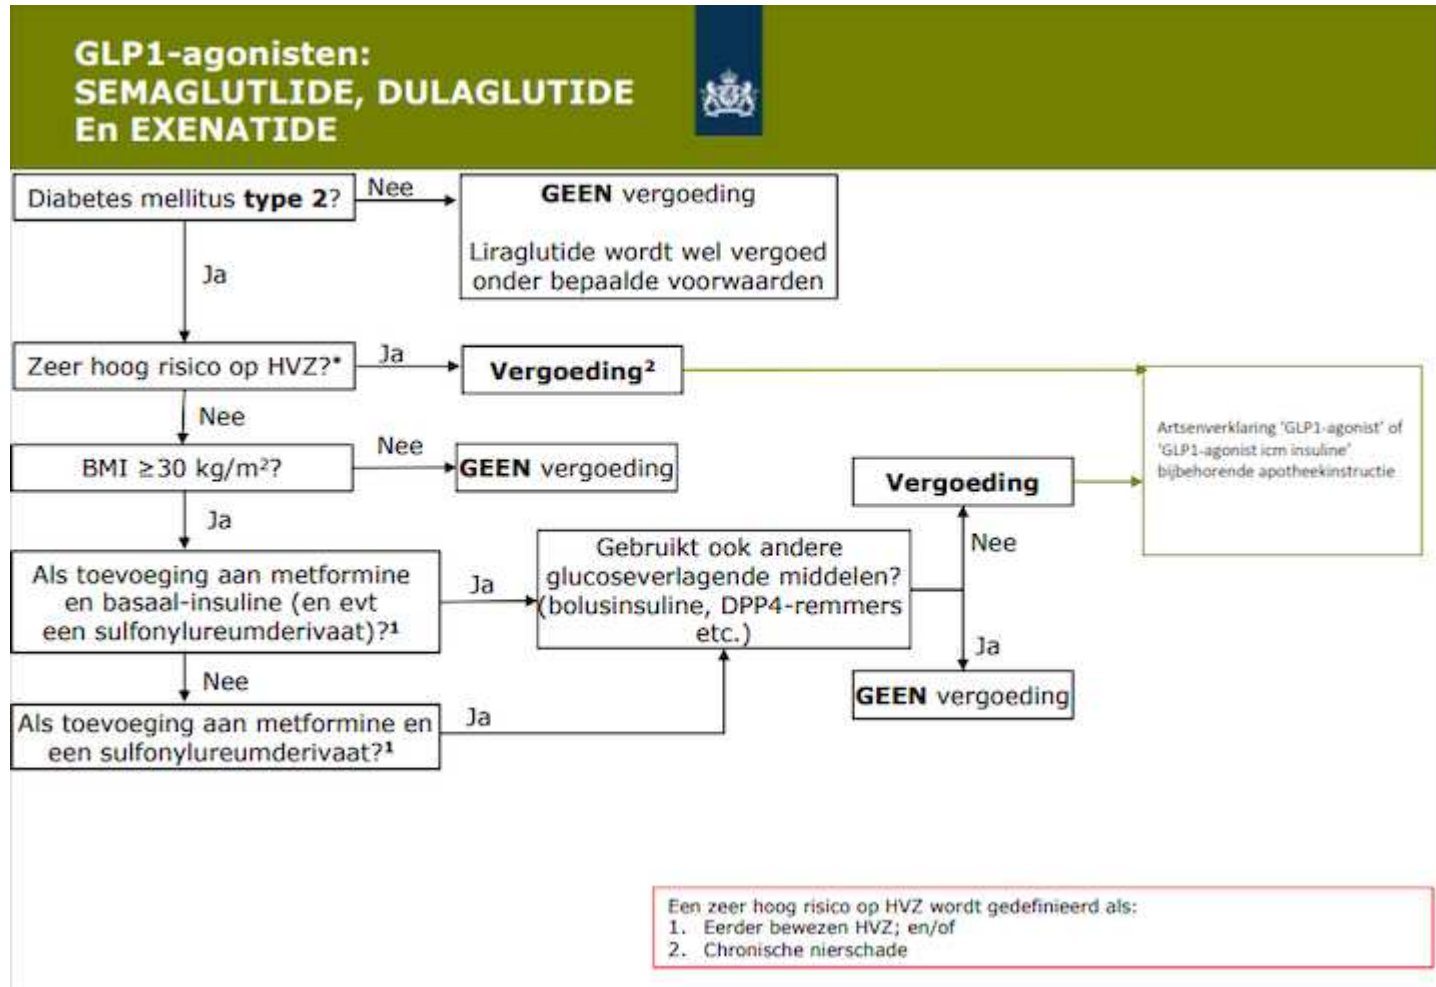 GLP1-agonisten:
SEMAGLUTLIDE, DULAGLUTIDE
En EXENATIDE
Diabetes mellitus type 2?
Nee
GEEN vergoeding
Liraglutide wordt wel vergoed
onder bepaalde voorwaarden
Ja
Zeer hoog risico op HVZ?*
Ja
Vergoeding²
Artsenverklaring 'GLP1-agonist' of
'GLP1-agonist icm insuline'
bijbehorende apotheekinstructie
Nee
BMI ≥30 kg/m²?
Nee
GEEN vergoeding
Vergoeding
Ja
Als toevoeging aan metformine
en basaal-insuline (en evt
een sulfonylureumderivaat)?¹
Ja
Gebruikt ook andere
glucoseverlagende middelen?
(bolusinsuline, DPP4-remmers
etc.)
Nee
Ja
GEEN vergoeding
Nee
Als toevoeging aan metformine en
een sulfonylureumderivaat?¹
Ja
Een zeer hoog risico op HVZ wordt gedefinieerd als:
1. Eerder bewezen HVZ; en/of
2. Chronische nierschade